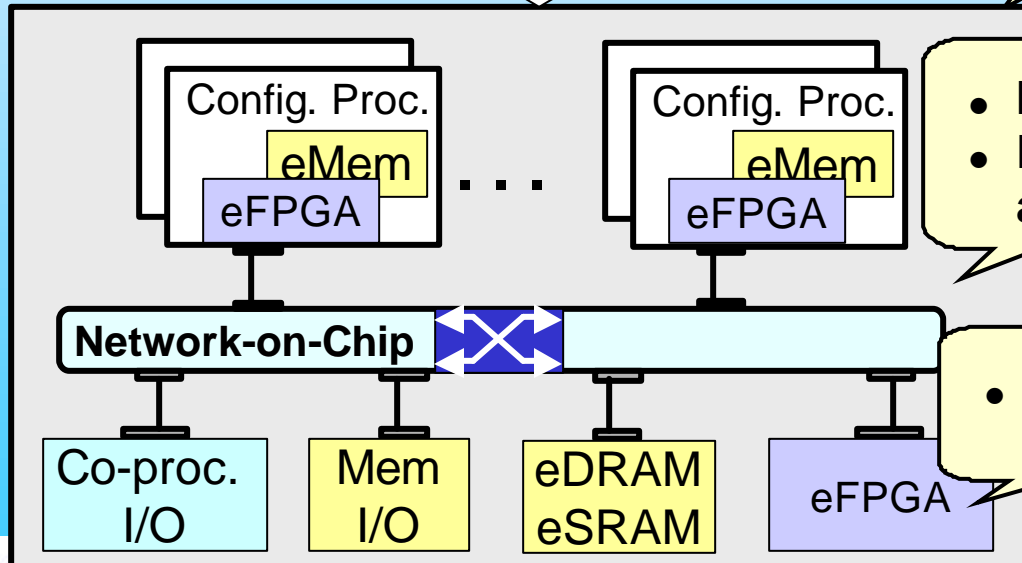 Config. Proc.
eMem
eFPGA
. . .
Config. Proc.
eMem
eFPGA
Network-on-Chip
Co-proc.
I/O
Mem
I/O
eDRAM
eSRAM
eFPGA